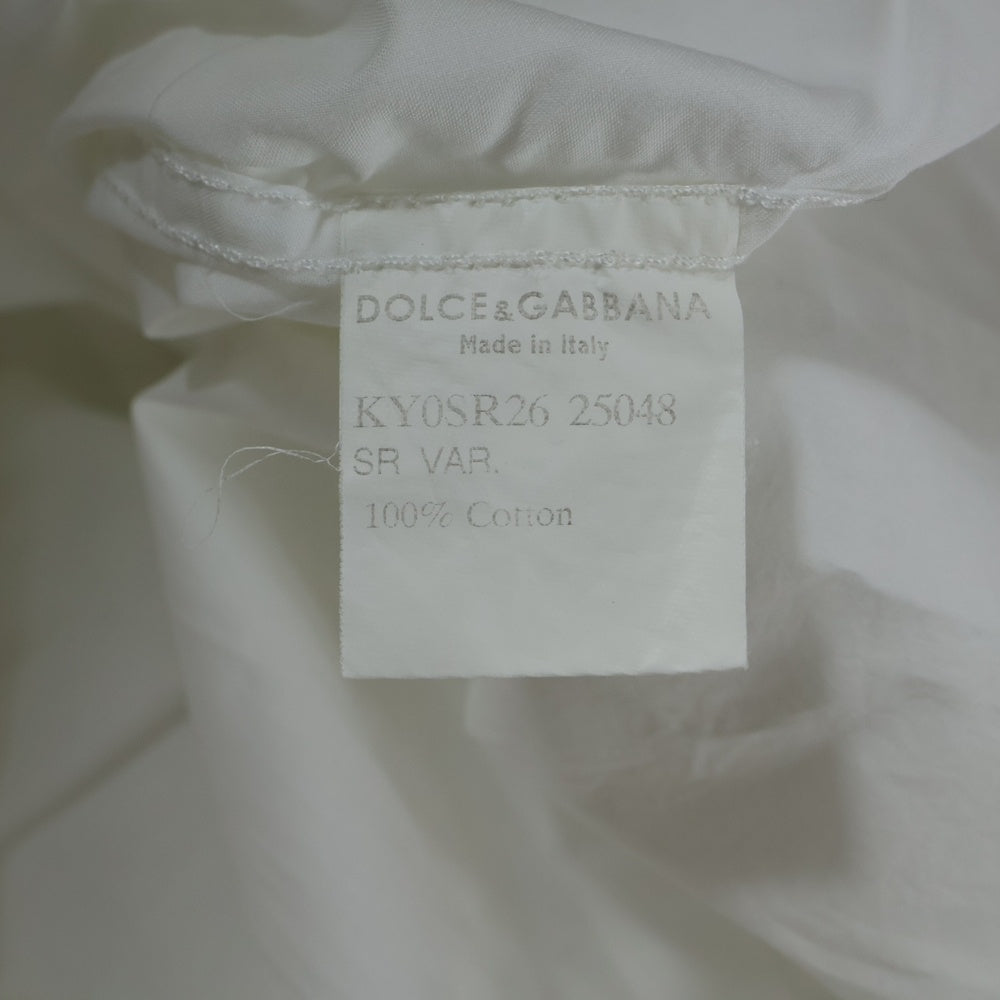 DOLCE&GABBANA
Made in Italy
KY0SR26 25048
SR VAR.
100% Cotton